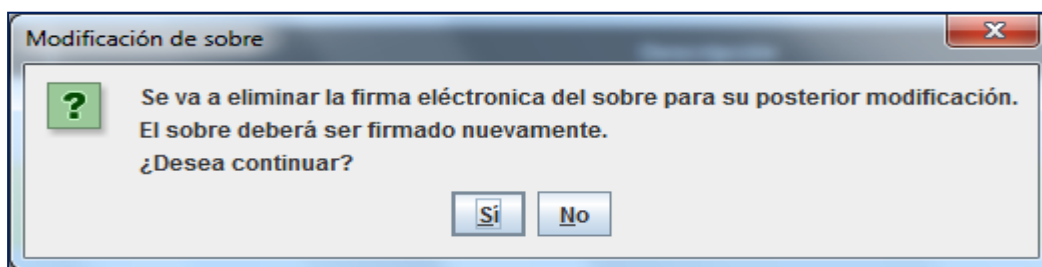 Modificación de sobre
Se va a eliminar la firma eléctronica del sobre para su posterior modificación.
El sobre deberá ser firmado nuevamente.
¿Desea continuar?
Sí
No